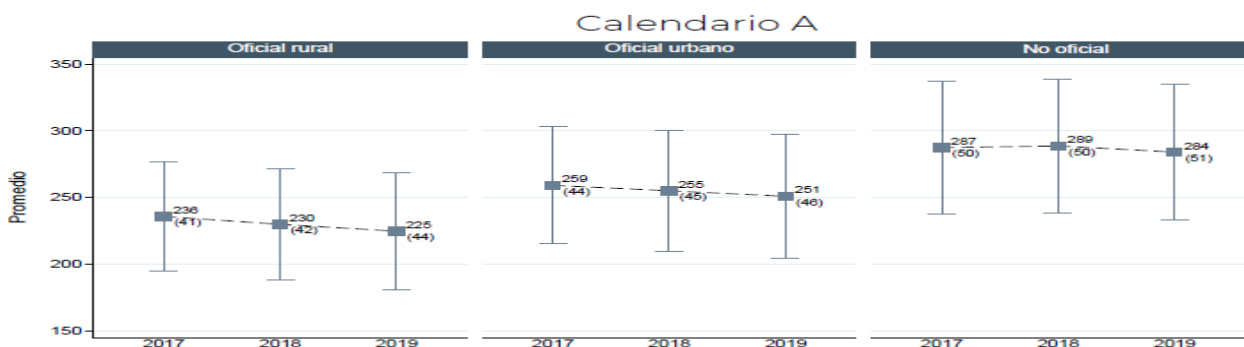 Calendario A
Oficial rural
Oficial urbano
No oficial
Promedio
350
300
250
200
150
236
(41)
230
(42)
225
(44)
259
(44)
255
(45)
251
(46)
287
(50)
289
(50)
284
(51)
2017 2018 2019
2017 2018 2019
2017 2018 2019